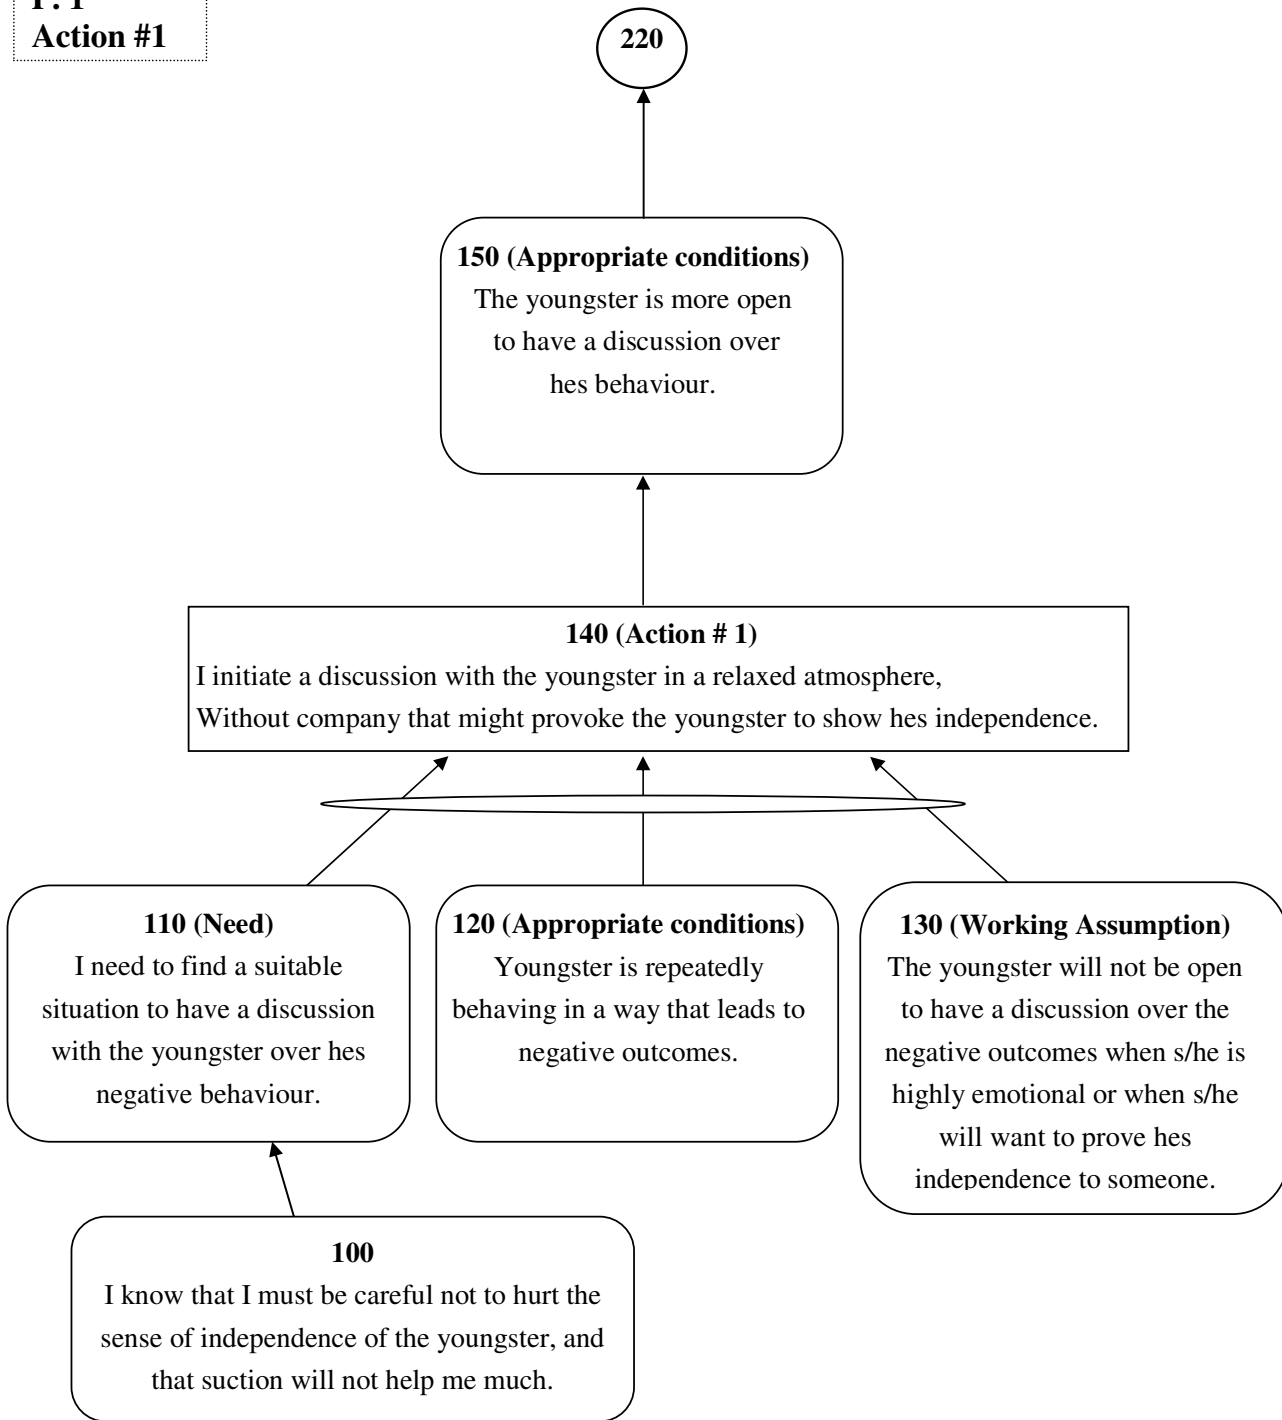 Action #1
220
150 (Appropriate conditions)
The youngster is more open
to have a discussion over
hes behaviour.
140 (Action # 1)
I initiate a discussion with the youngster in a relaxed atmosphere,
Without company that might provoke the youngster to show hes independence.
110 (Need)
I need to find a suitable
situation to have a discussion
with the youngster over hes
negative behaviour.
120 (Appropriate conditions)
Youngster is repeatedly
behaving in a way that leads to
negative outcomes.
130 (Working Assumption)
The youngster will not be open
to have a discussion over the
negative outcomes when s/he is
highly emotional or when s/he
will want to prove hes
independence to someone.
100
I know that I must be careful not to hurt the
sense of independence of the youngster, and
that suction will not help me much.